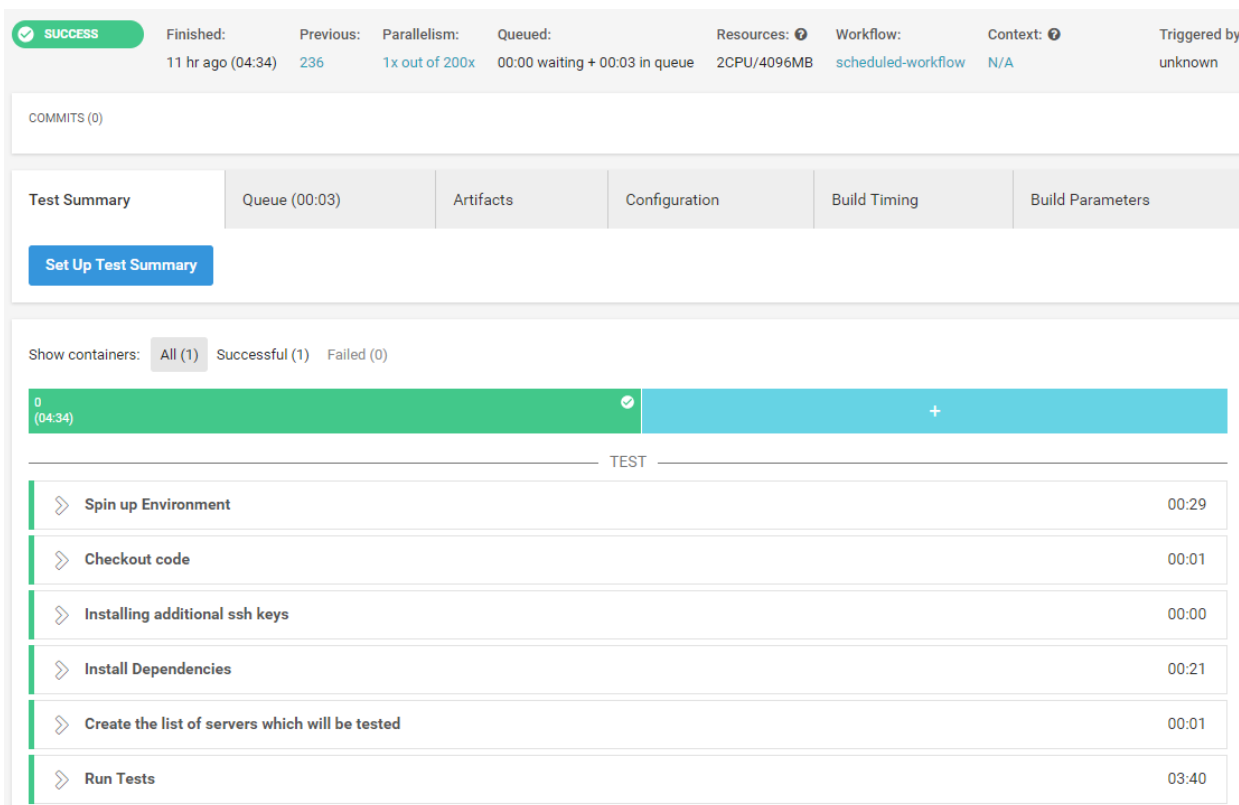 SUCCESS Finished: Previous: Parallelism: Queued: Resources: Workflow: Context: Triggered by
11 hr ago (04:34) 236 1x out of 200x 00:00 waiting + 00:03 in queue 2CPU/4096MB scheduled-workflow N/A unknown
COMMITS (0)
Test Summary Queue (00:03) Artifacts Configuration Build Timing Build Parameters
Set Up Test Summary
Show containers: All (1) Successful (1) Failed (0)
0
(04:34)
+
TEST
Spin up Environment 00:29
Checkout code 00:01
Installing additional ssh keys 00:00
Install Dependencies 00:21
Create the list of servers which will be tested 00:01
Run Tests 03:40